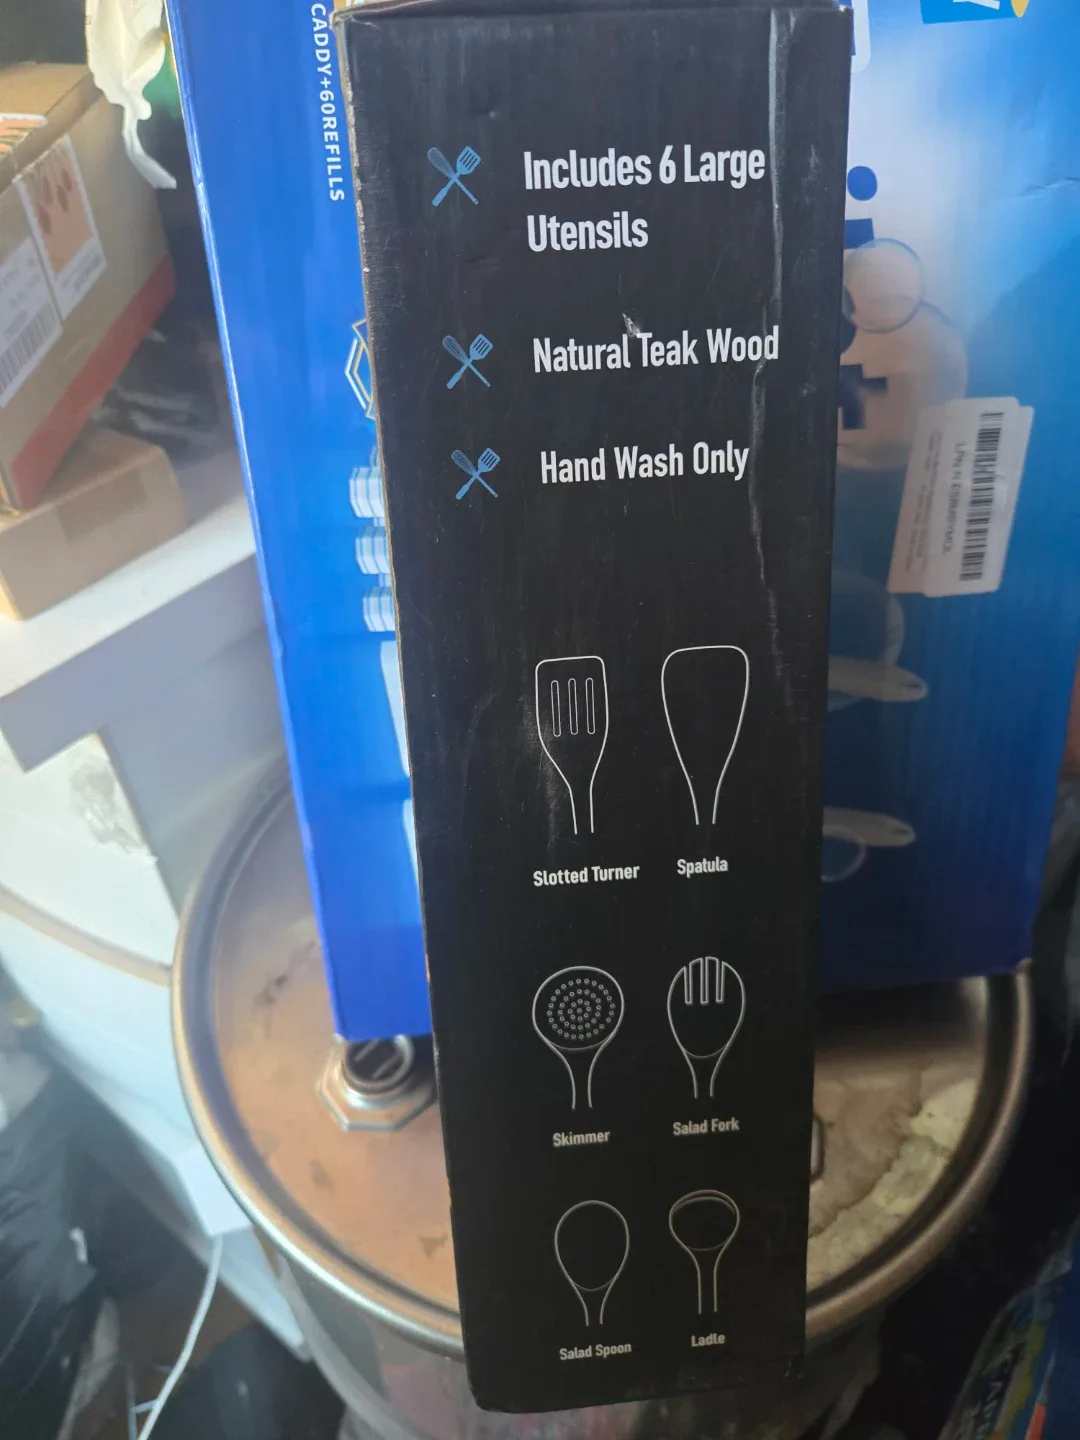 CADDY+60REFILLS
Includes 6 Large
Utensils
Natural Teak Wood
Hand Wash Only
Slotted Turner
Spatula
Skimmer
Salad Fork
Salad Spoon
Ladle